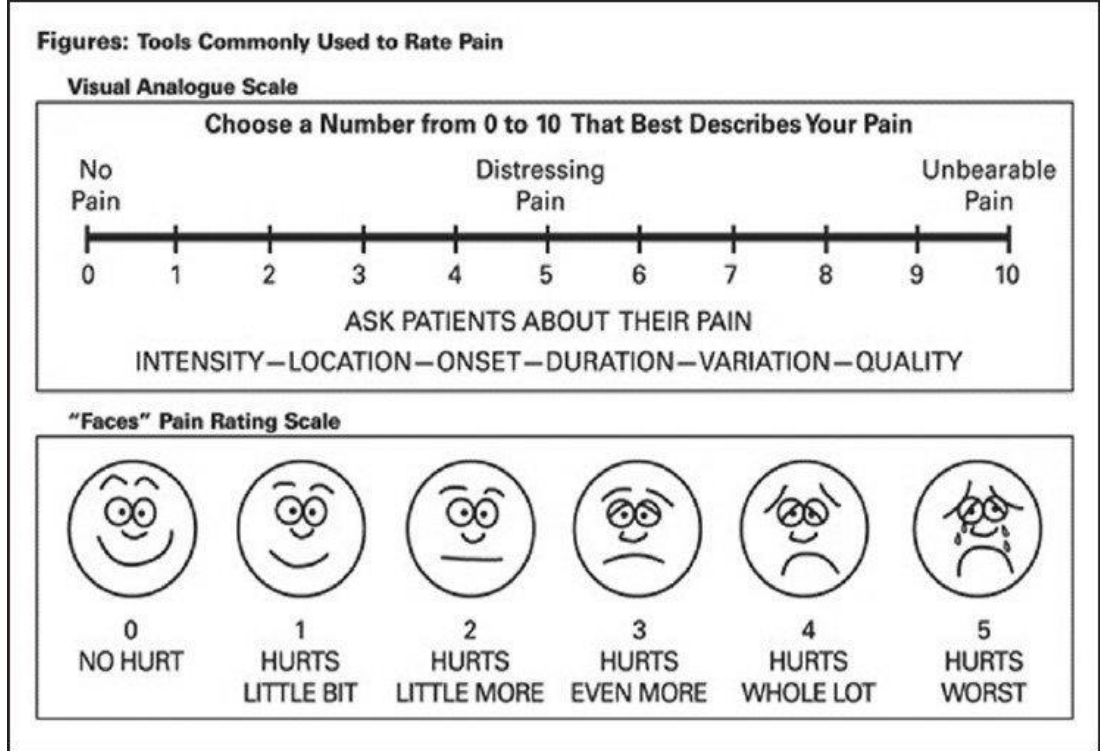 Figures: Tools Commonly Used to Rate Pain
Visual Analogue Scale
Choose a Number from 0 to 10 That Best Describes Your Pain
No Pain
Distressing Pain
Unbearable Pain
0 1 2 3 4 5 6 7 8 9 10
ASK PATIENTS ABOUT THEIR PAIN
INTENSITY—LOCATION—ONSET—DURATION—VARIATION—QUALITY
"Faces" Pain Rating Scale
0
NO HURT
1
HURTS
LITTLE BIT
2
HURTS
LITTLE MORE
3
HURTS
EVEN MORE
4
HURTS
WHOLE LOT
5
HURTS
WORST